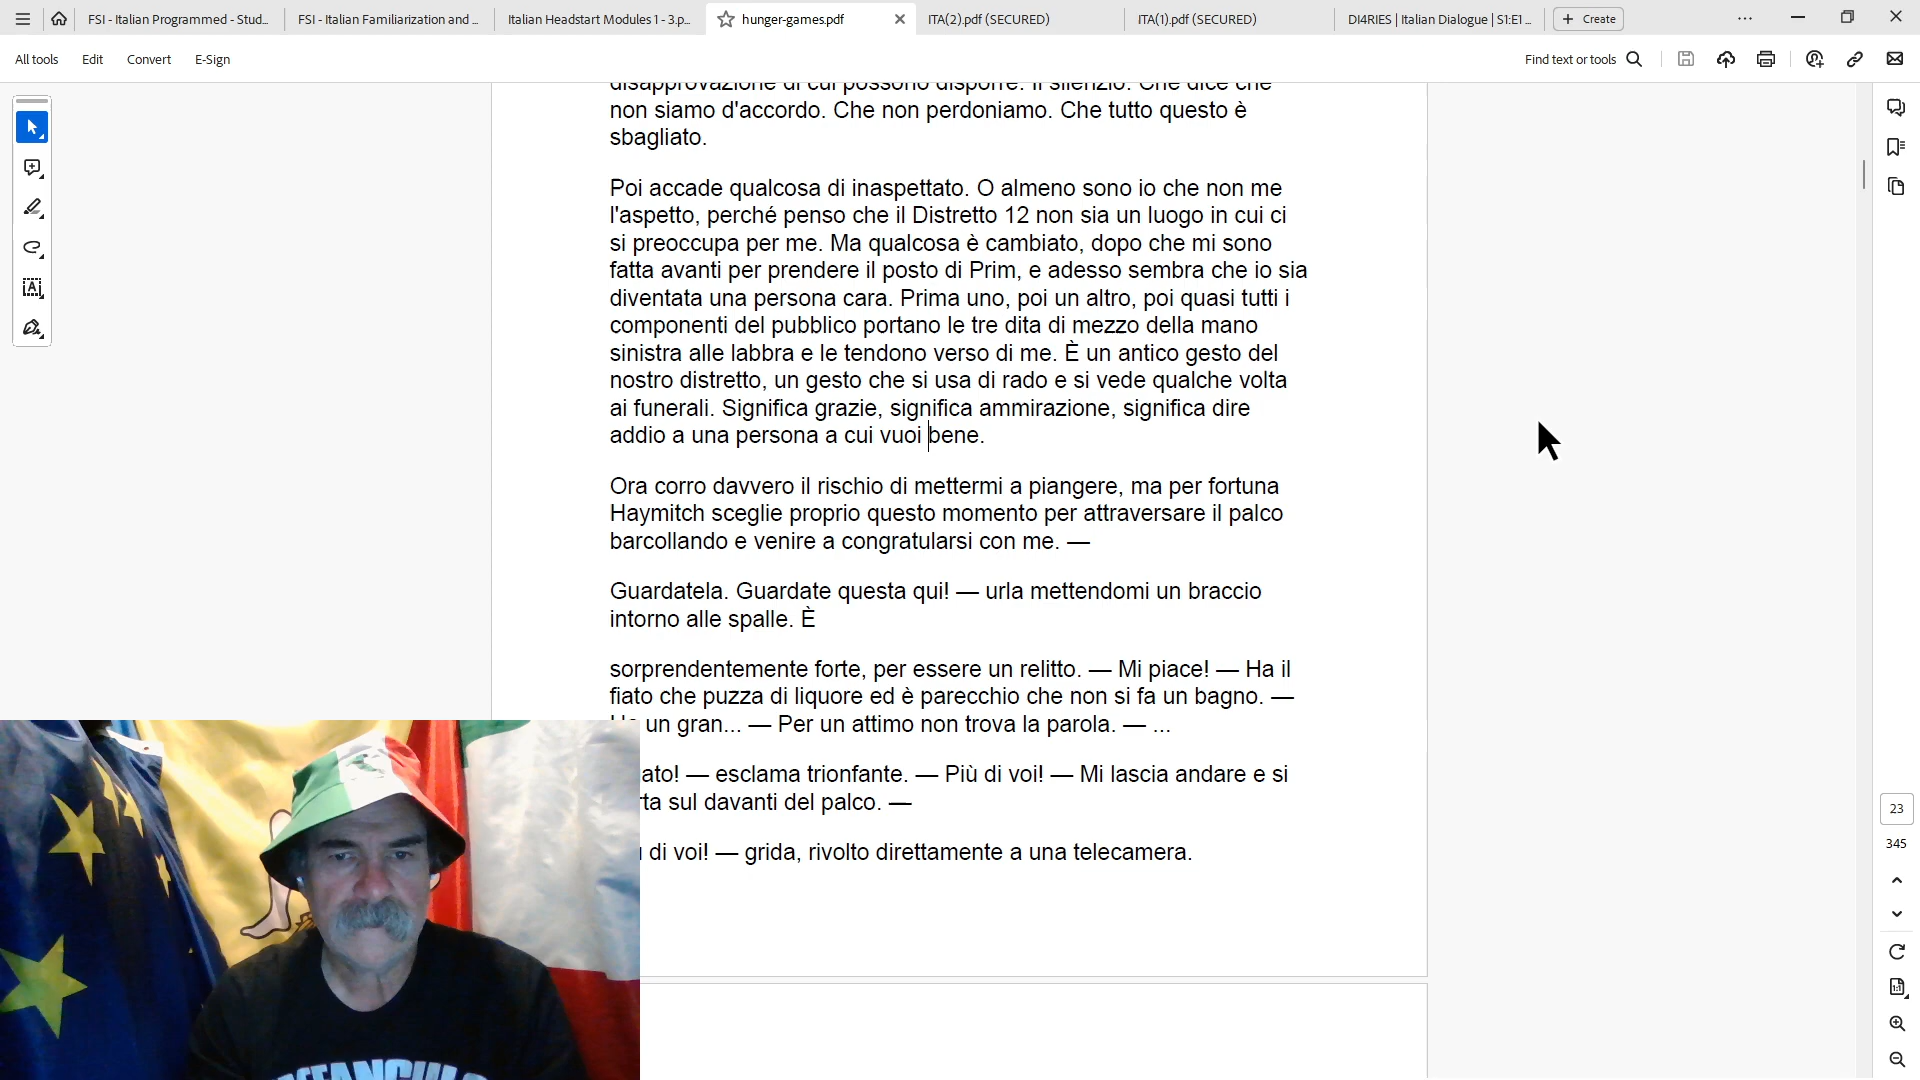 FSI - Italian Programmed - Stud...
FSI - Italian Familiarization and ...
Italian Headstart Modules 1 - 3.p...
hunger-games.pdf
ITA(2).pdf (SECURED)
ITA(1).pdf (SECURED)
DI4RIES | Italian Dialogue | S1:E1 ...
Create
All tools
Edit
Convert
E-Sign
Find text or tools
disapprovazione di cui possono disporre. Il silenzio. Che dice che
non siamo d'accordo. Che non perdoniamo. Che tutto questo è
sbagliato.
Poi accade qualcosa di inaspettato. O almeno sono io che non me
l'aspetto, perché penso che il Distretto 12 non sia un luogo in cui ci
si preoccupa per me. Ma qualcosa è cambiato, dopo che mi sono
fatta avanti per prendere il posto di Prim, e adesso sembra che io sia
diventata una persona cara. Prima uno, poi un altro, poi quasi tutti i
componenti del pubblico portano le tre dita di mezzo della mano
sinistra alle labbra e le tendono verso di me. È un antico gesto del
nostro distretto, un gesto che si usa di rado e si vede qualche volta
ai funerali. Significa grazie, significa ammirazione, significa dire
addio a una persona a cui vuoi bene.
Ora corro davvero il rischio di mettermi a piangere, ma per fortuna
Haymitch sceglie proprio questo momento per attraversare il palco
barcollando e venire a congratularsi con me. —
Guardatela. Guardate questa qui! — urla mettendomi un braccio
intorno alle spalle. È
sorprendentemente forte, per essere un relitto. — Mi piace! — Ha il
fiato che puzza di liquore ed è parecchio che non si fa un bagno. —
un gran... — Per un attimo non trova la parola. — ...
ato! — esclama trionfante. — Più di voi! — Mi lascia andare e si
rta sul davanti del palco. —
di voi! — grida, rivolto direttamente a una telecamera.
23
345